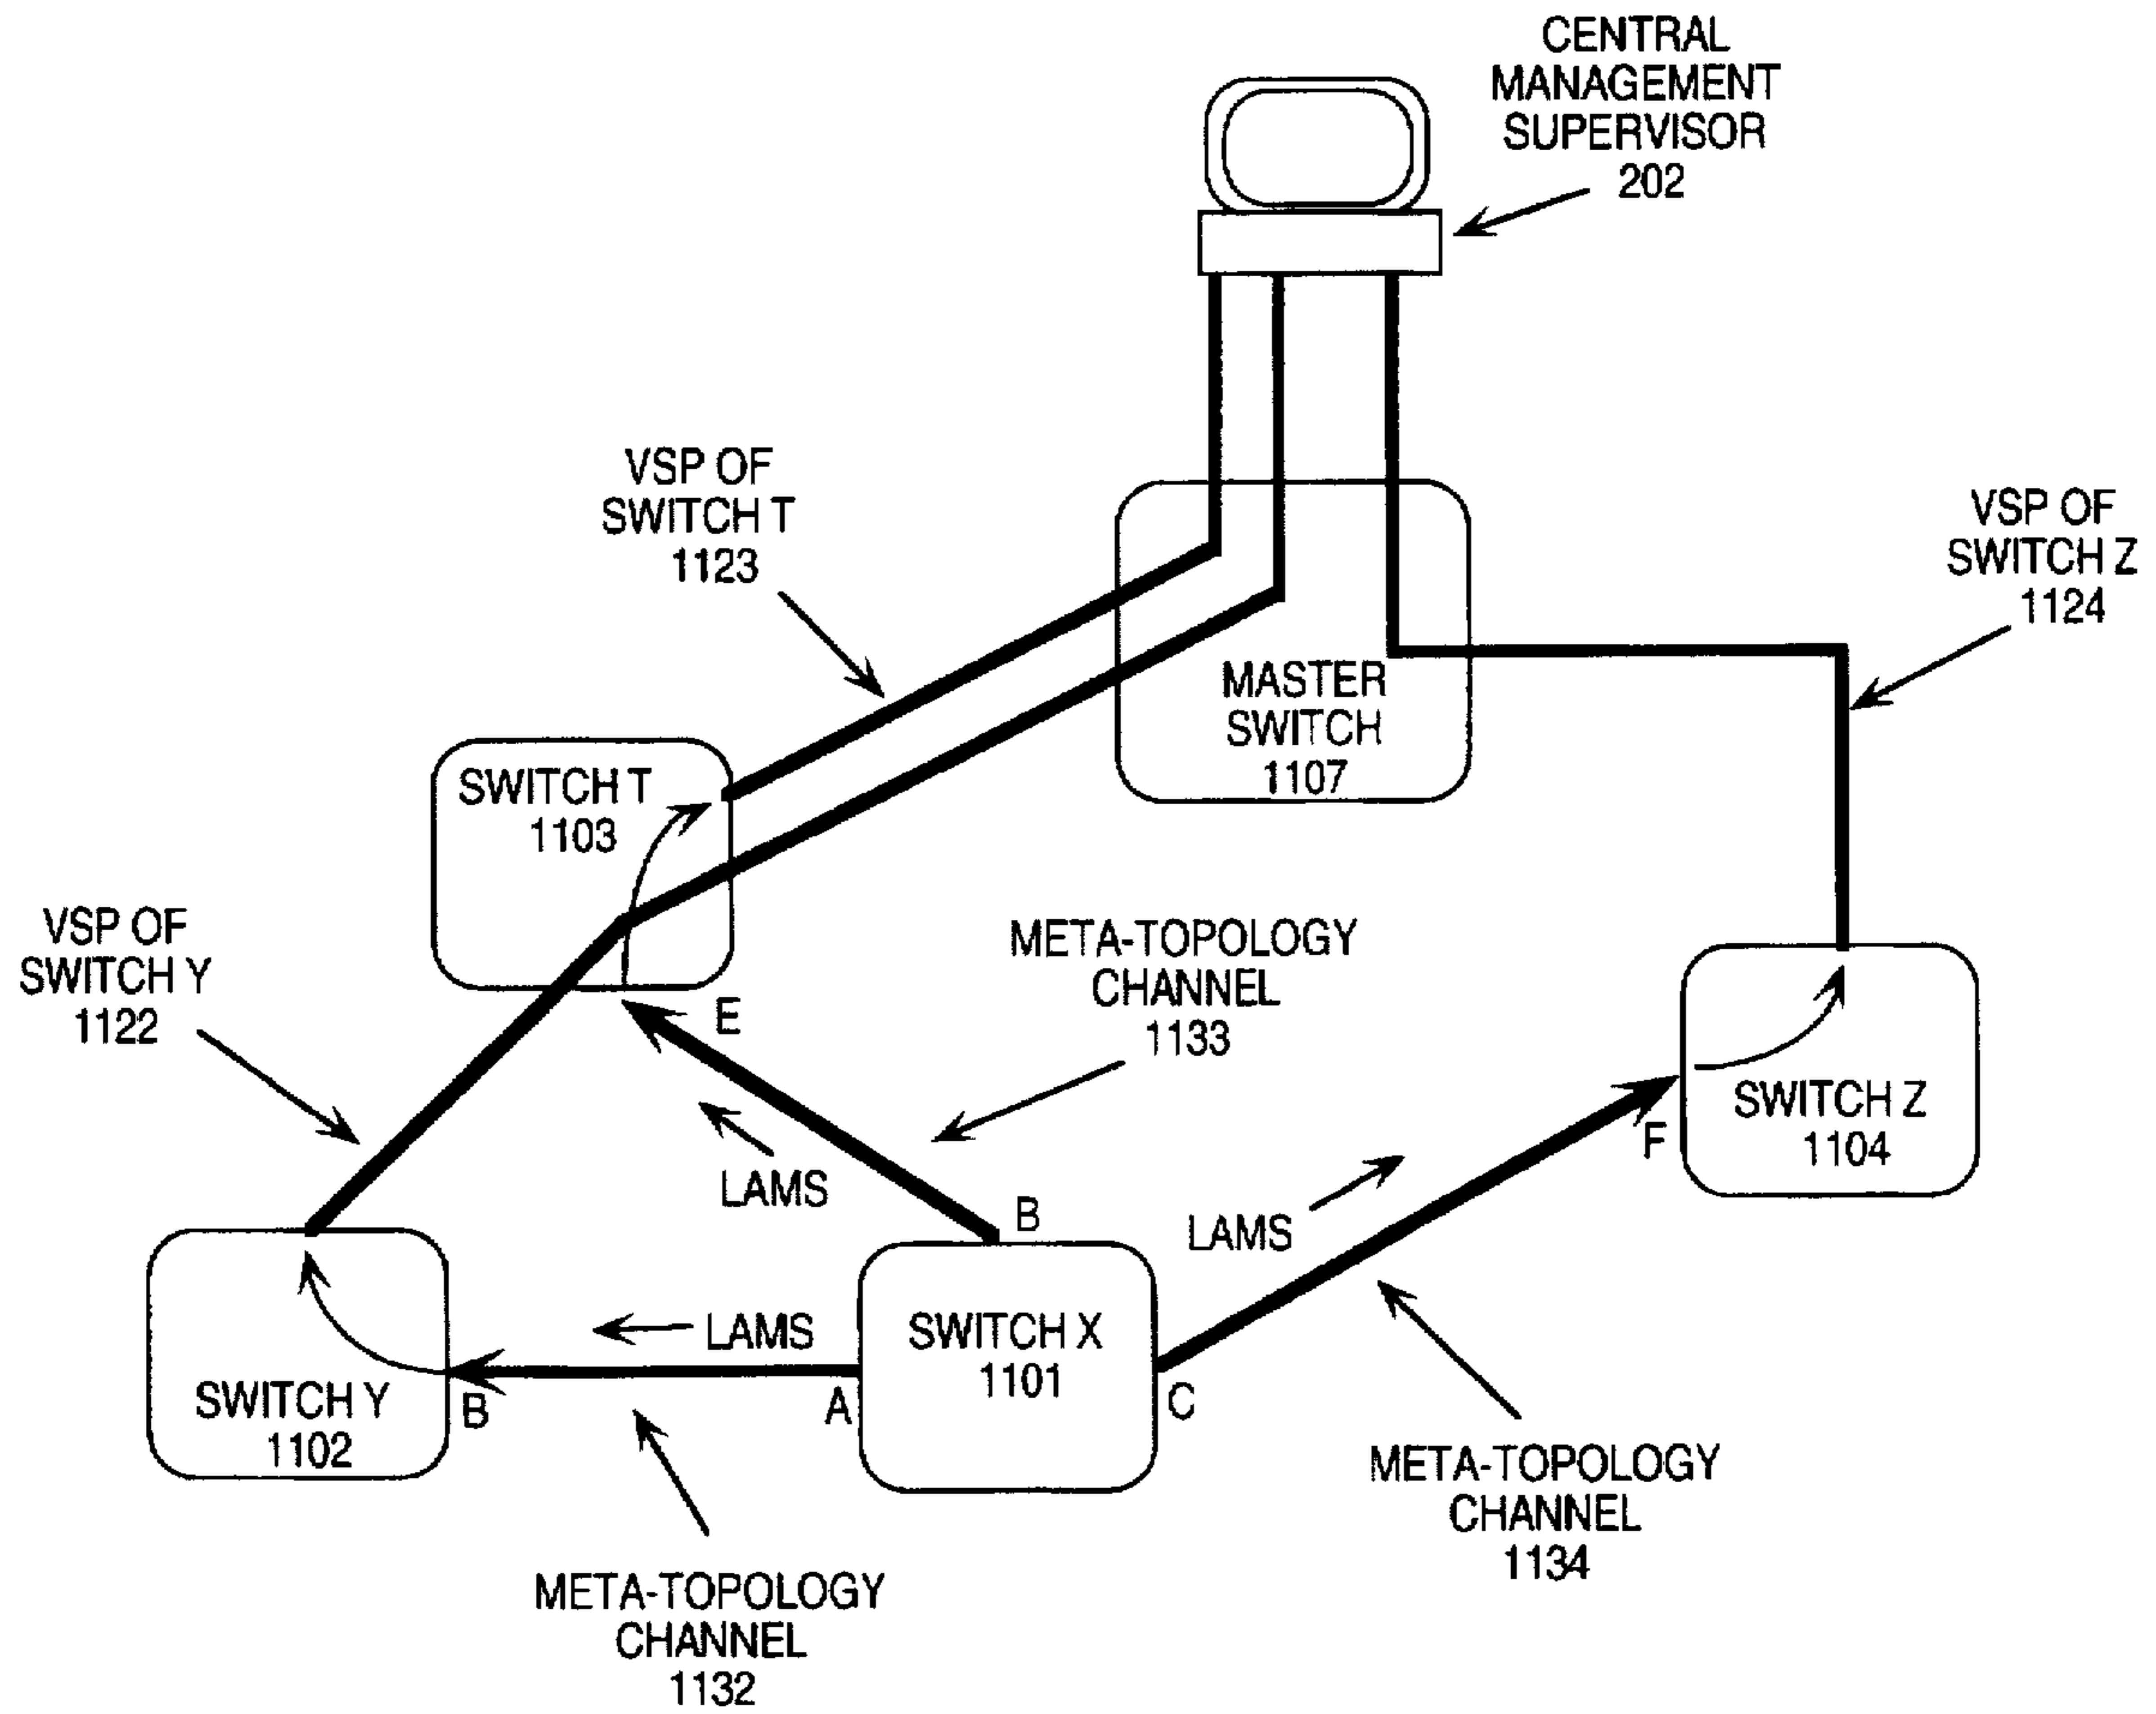 CENTRAL
MANAGEMENT
SUPERVISOR
202
VSP OF
SWITCH T
1123
VSP OF
SWITCH Z
1124
MASTER
SWITCH
1107
SWITCH T
1103
VSP OF
SWITCH Y
1122
META-TOPOLOGY
CHANNEL
1133
E
SWITCH Z
1104
F
LAMS
B
LAMS
LAMS
SWITCH X
1101
SWITCH Y
1102
B
A
C
META-TOPOLOGY
CHANNEL
1134
META-TOPOLOGY
CHANNEL
1132